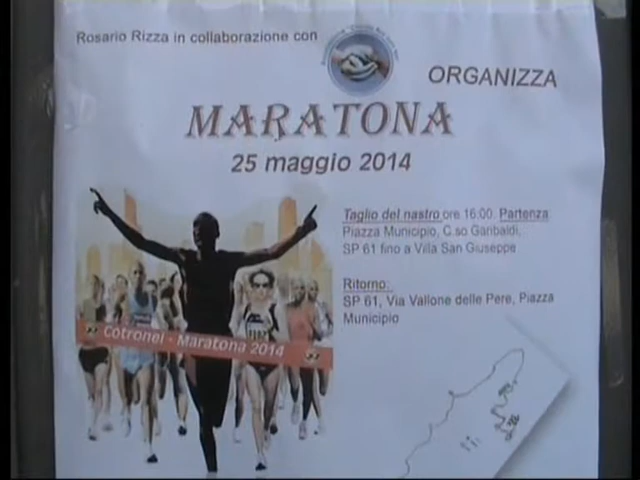 Rosario Rizza in collaborazione con
ORGANIZZA
MARATONA
25 maggio 2014
Taglio del nastro ore 16:00 Partenza
Piazza Municipio, C.so Garibaldi,
SP 61 fino a Villa San Giuseppe
Ritorno:
SP 61, Via Vallone delle Pere, Piazza
Municipio
Cotronei - Maratona 2014